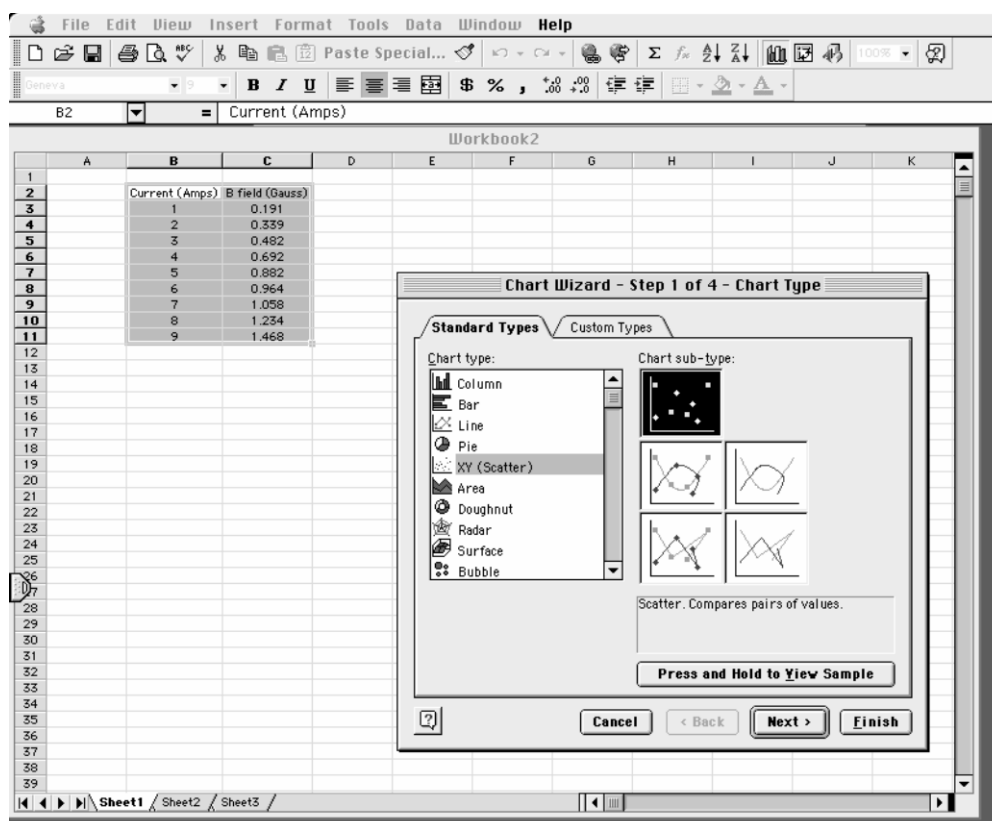 File Edit View Insert Format Tools Data Window Help
ABC Paste Special... Σ fx 100%
Geneva 9 B I U $ % ,
B2 = Current (Amps)
Workbook2
A B C D E F G H I J K
1
2 Current (Amps) B field (Gauss)
3 1 0.191
4 2 0.339
5 3 0.482
6 4 0.692
7 5 0.882
8 6 0.964
9 7 1.058
10 8 1.234
11 9 1.468
12
13
14
15
16
17
18
19
20
21
22
23
24
25
26
27
28
29
30
31
32
33
34
35
36
37
38
39
Chart Wizard - Step 1 of 4 - Chart Type
Standard Types Custom Types
Chart type:
Column
Bar
Line
Pie
XY (Scatter)
Area
Doughnut
Radar
Surface
Bubble
Chart sub-type:
Scatter. Compares pairs of values.
Press and Hold to View Sample
Cancel < Back Next > Finish
Sheet1 Sheet2 Sheet3